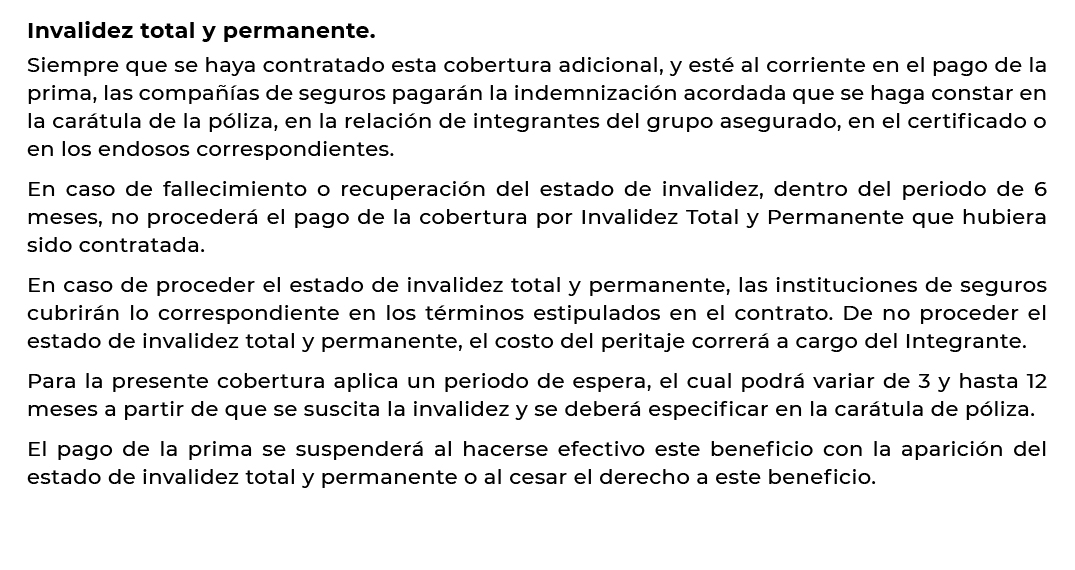 Invalidez total y permanente.
Siempre que se haya contratado esta cobertura adicional, y esté al corriente en el pago de la
prima, las compañías de seguros pagarán la indemnización acordada que se haga constar en
la carátula de la póliza, en la relación de integrantes del grupo asegurado, en el certificado o
en los endosos correspondientes.
En caso de fallecimiento o recuperación del estado de invalidez, dentro del periodo de 6
meses, no procederá el pago de la cobertura por Invalidez Total y Permanente que hubiera
sido contratada.
En caso de proceder el estado de invalidez total y permanente, las instituciones de seguros
cubrirán lo correspondiente en los términos estipulados en el contrato. De no proceder el
estado de invalidez total y permanente, el costo del peritaje correrá a cargo del Integrante.
Para la presente cobertura aplica un periodo de espera, el cual podrá variar de 3 y hasta 12
meses a partir de que se suscita la invalidez y se deberá especificar en la carátula de póliza.
El pago de la prima se suspenderá al hacerse efectivo este beneficio con la aparición del
estado de invalidez total y permanente o al cesar el derecho a este beneficio.